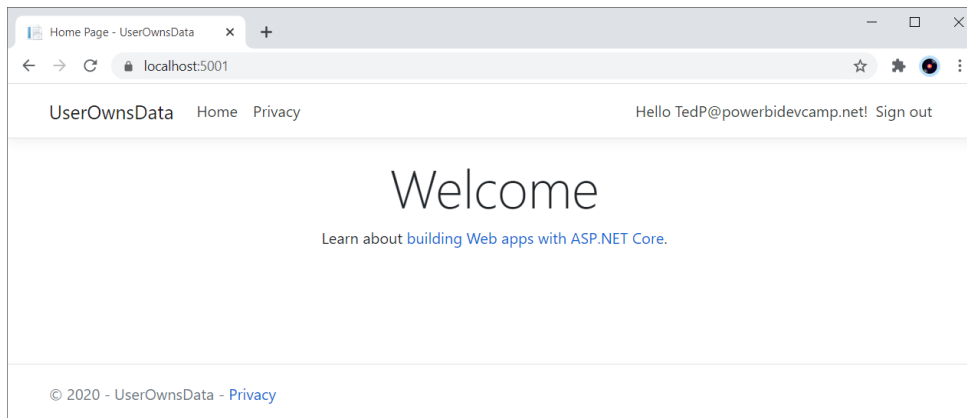 Home Page - UserOwnsData
localhost:5001
UserOwnsData Home Privacy Hello TedP@powerbidevcamp.net! Sign out
Welcome
Learn about building Web apps with ASP.NET Core.
© 2020 - UserOwnsData - Privacy